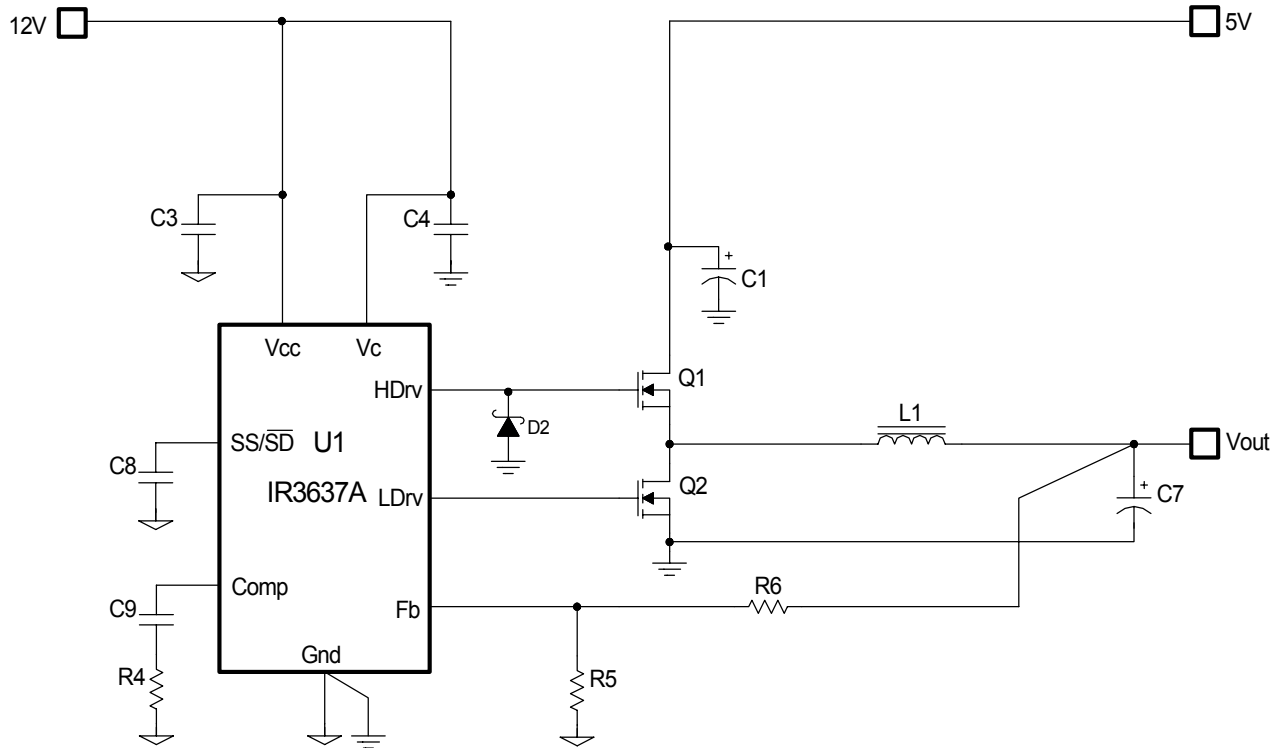 12V
5V
C3
C4
+
C1
Vcc
Vc
HDrv
Q1
D2
L1
SS/SD
U1
Vout
C8
IR3637A
LDrv
Q2
+
C7
Comp
R6
C9
Fb
Gnd
R4
R5